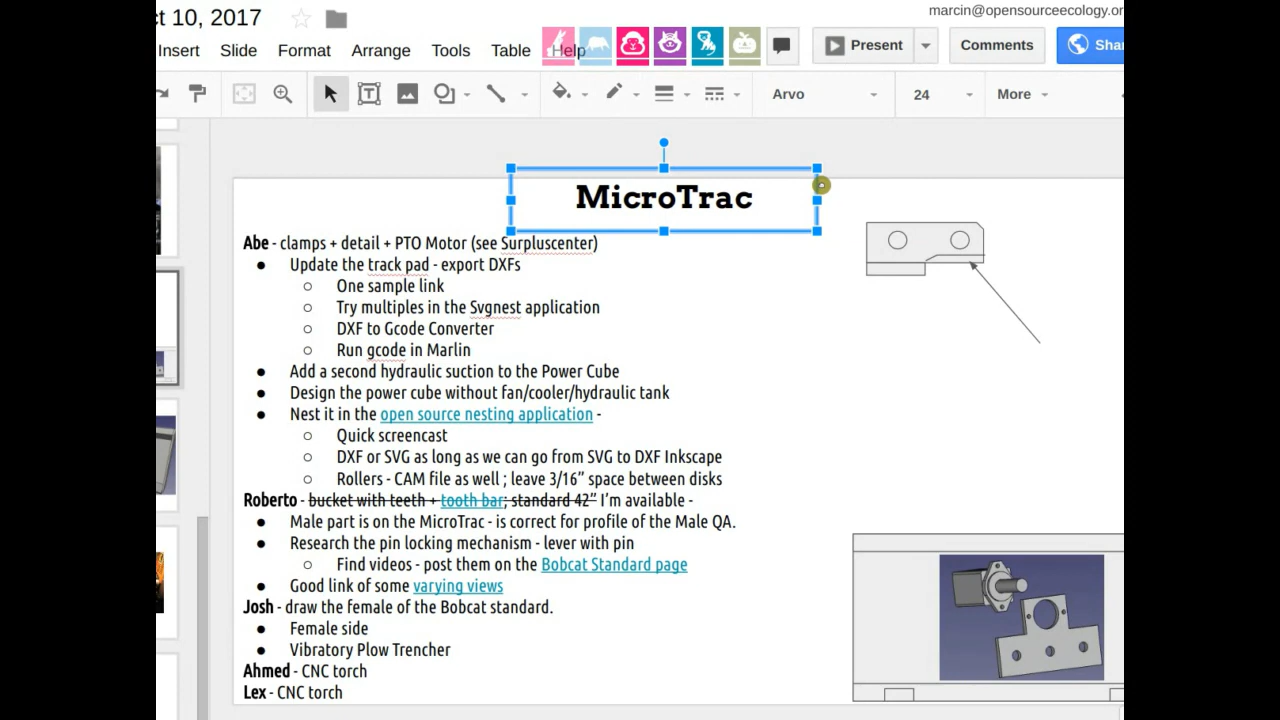 ct 10, 2017
marcin@opensourceecology.or
Insert Slide Format Arrange Tools Table Help
Present
Comments
Shar
Arvo
24
More
MicroTrac
Abe - clamps + detail + PTO Motor (see Surpluscenter)
● Update the track pad - export DXFs
○ One sample link
○ Try multiples in the Svgnest application
○ DXF to Gcode Converter
○ Run gcode in Marlin
● Add a second hydraulic suction to the Power Cube
● Design the power cube without fan/cooler/hydraulic tank
● Nest it in the open source nesting application -
○ Quick screencast
○ DXF or SVG as long as we can go from SVG to DXF Inkscape
○ Rollers - CAM file as well ; leave 3/16” space between disks
Roberto - bucket with teeth + tooth bar; standard 42” I’m available -
● Male part is on the MicroTrac - is correct for profile of the Male QA.
● Research the pin locking mechanism - lever with pin
○ Find videos - post them on the Bobcat Standard page
● Good link of some varying views
Josh - draw the female of the Bobcat standard.
● Female side
● Vibratory Plow Trencher
Ahmed - CNC torch
Lex - CNC torch